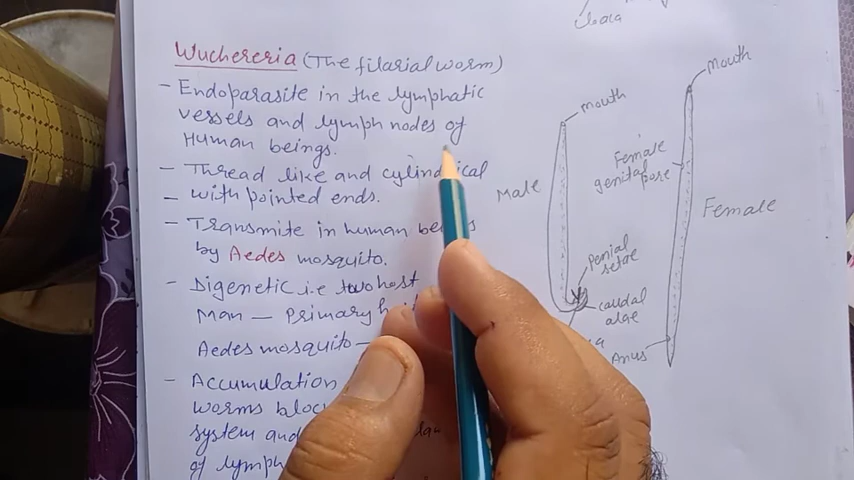 cloaca
Wuchereria (The filarial worm)
- Endoparasite in the lymphatic
vessels and lymph nodes of
Human beings.
- Thread like and cylindrical
- with pointed ends.
- Transmite in human
by Aedes mosquito.
- Digenetic i.e two host
Man — Primary
Aedes mosquito —
- Accumulation
worms bloc
system and
of lymph
mouth
Male
Penial
setae
caudal
alae
mouth
Female
genital
pore
Female
Anus